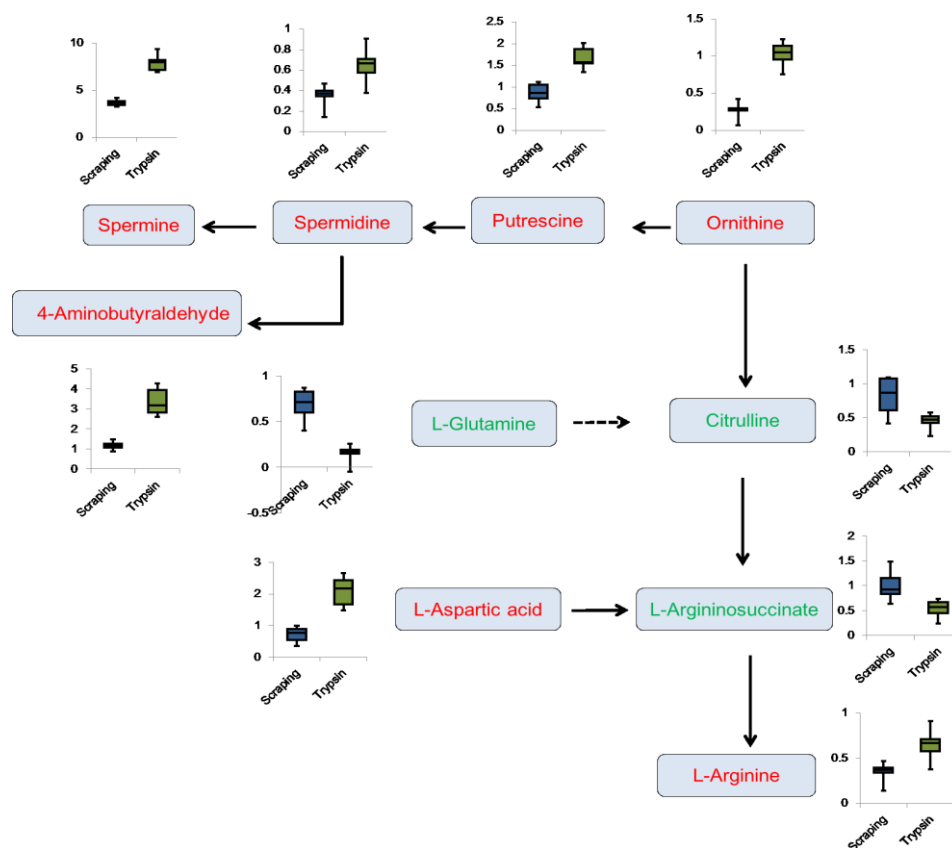 10
5
0
Scraping
Trypsin
1
0.8
0.6
0.4
0.2
0
Scraping
Trypsin
2.5
2
1.5
1
0.5
0
Scraping
Trypsin
1.5
1
0.5
0
Scraping
Trypsin
Spermine
Spermidine
Putrescine
Ornithine
4-Aminobutyraldehyde
5
4
3
2
1
0
Scraping
Trypsin
1
0.5
0
-0.5
Scraping
Trypsin
L-Glutamine
Citrulline
1.5
1
0.5
0
Scraping
Trypsin
3
2
1
0
Scraping
Trypsin
L-Aspartic acid
L-Argininosuccinate
2
1.5
1
0.5
0
Scraping
Trypsin
L-Arginine
1
0.5
0
Scraping
Trypsin